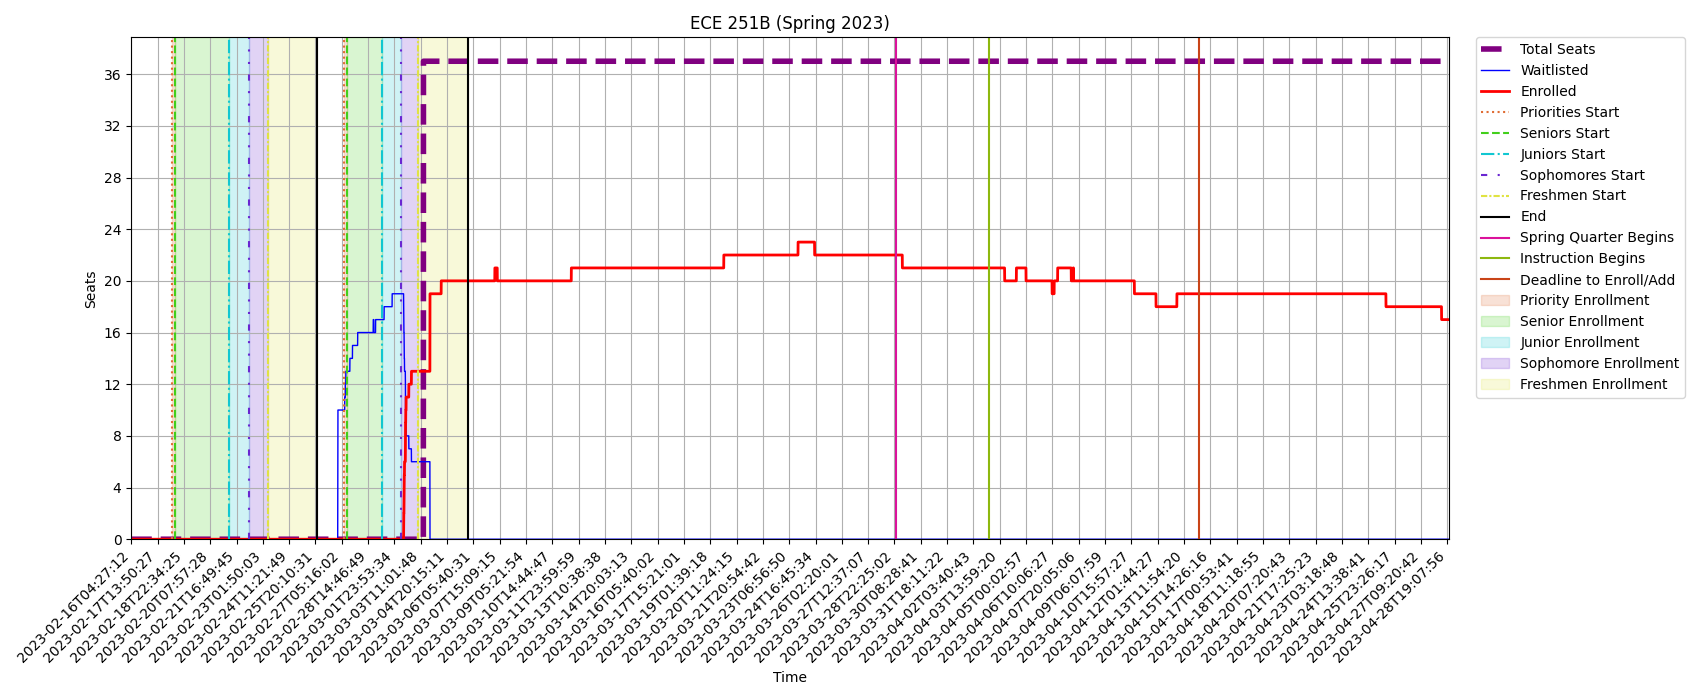 ECE 251B (Spring 2023)
Seats
36
32
28
24
20
16
12
8
4
0
2023-02-16T04:27:12
2023-02-17T13:50:27
2023-02-18T22:34:25
2023-02-20T07:57:28
2023-02-21T16:49:45
2023-02-23T01:50:03
2023-02-24T11:21:49
2023-02-25T20:10:31
2023-02-27T05:16:02
2023-02-28T14:46:49
2023-03-01T23:53:34
2023-03-03T11:01:48
2023-03-04T20:15:11
2023-03-06T05:40:31
2023-03-07T15:09:15
2023-03-09T05:21:54
2023-03-10T14:44:47
2023-03-11T23:59:59
2023-03-13T10:38:38
2023-03-14T20:03:13
2023-03-16T05:40:02
2023-03-17T15:21:01
2023-03-19T01:39:18
2023-03-20T11:24:15
2023-03-21T20:54:42
2023-03-23T06:56:50
2023-03-24T16:45:34
2023-03-26T02:20:01
2023-03-27T12:37:07
2023-03-28T22:25:02
2023-03-30T08:28:41
2023-03-31T18:11:22
2023-04-02T03:40:43
2023-04-03T13:59:20
2023-04-05T00:02:57
2023-04-06T10:06:27
2023-04-07T20:05:06
2023-04-09T06:07:59
2023-04-10T15:57:27
2023-04-12T01:44:27
2023-04-13T11:54:20
2023-04-15T14:26:16
2023-04-17T00:53:41
2023-04-18T11:18:55
2023-04-20T07:20:43
2023-04-21T17:25:23
2023-04-23T03:18:48
2023-04-24T13:38:41
2023-04-25T23:26:17
2023-04-27T09:20:42
2023-04-28T19:07:56
Time
Total Seats
Waitlisted
Enrolled
Priorities Start
Seniors Start
Juniors Start
Sophomores Start
Freshmen Start
End
Spring Quarter Begins
Instruction Begins
Deadline to Enroll/Add
Priority Enrollment
Senior Enrollment
Junior Enrollment
Sophomore Enrollment
Freshmen Enrollment